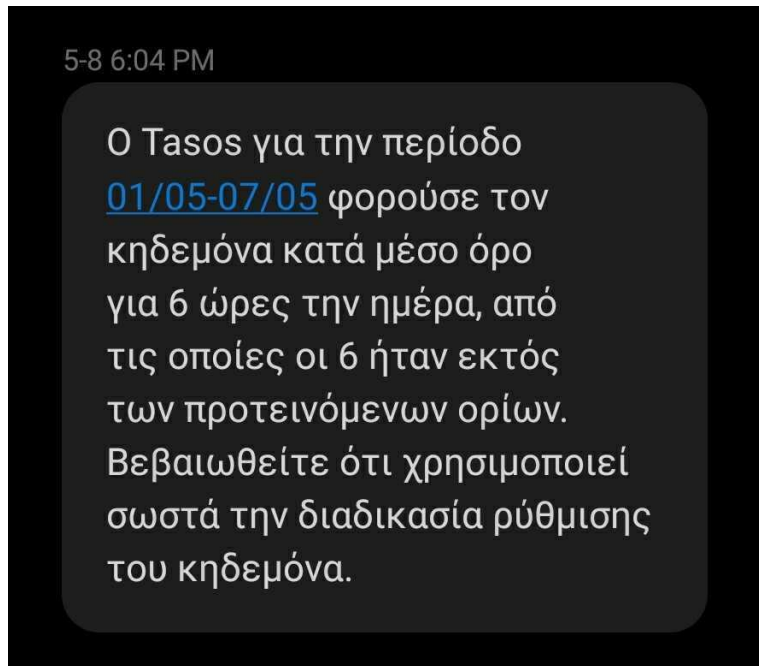 5-8 6:04 PM
Ο Tasos για την περίοδο
01/05-07/05 φορούσε τον
κηδεμόνα κατά μέσο όρο
για 6 ώρες την ημέρα, από
τις οποίες οι 6 ήταν εκτός
των προτεινόμενων ορίων.
Βεβαιωθείτε ότι χρησιμοποιεί
σωστά την διαδικασία ρύθμισης
του κηδεμόνα.